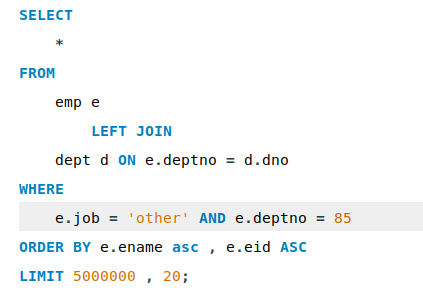 SELECT
*
FROM
emp e
LEFT JOIN
dept d ON e.deptno = d.dno
WHERE
e.job = 'other' AND e.deptno = 85
ORDER BY e.ename asc , e.eid ASC
LIMIT 5000000 , 20;